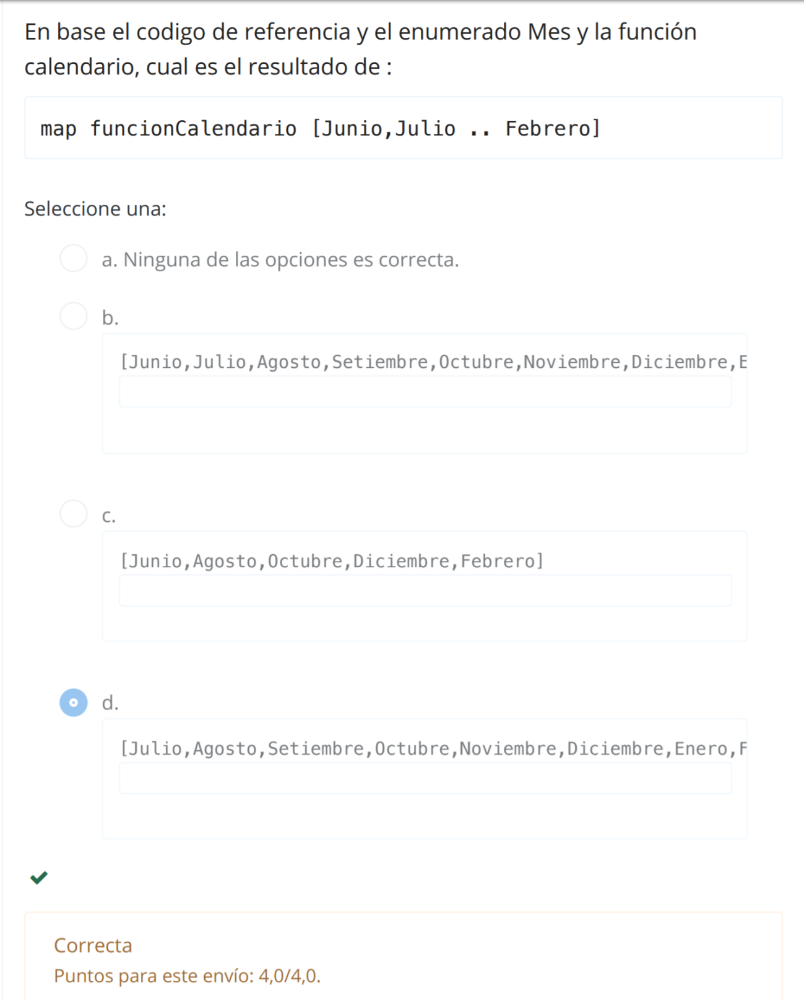 En base el codigo de referencia y el enumerado Mes y la función
calendario, cual es el resultado de :
map funcionCalendario [Junio,Julio .. Febrero]
Seleccione una:
a. Ninguna de las opciones es correcta.
b.
[Junio,Julio,Agosto,Setiembre,Octubre,Noviembre,Diciembre,E
c.
[Junio,Agosto,Octubre,Diciembre,Febrero]
d.
[Julio,Agosto,Setiembre,Octubre,Noviembre,Diciembre,Enero,F
Correcta
Puntos para este envío: 4,0/4,0.